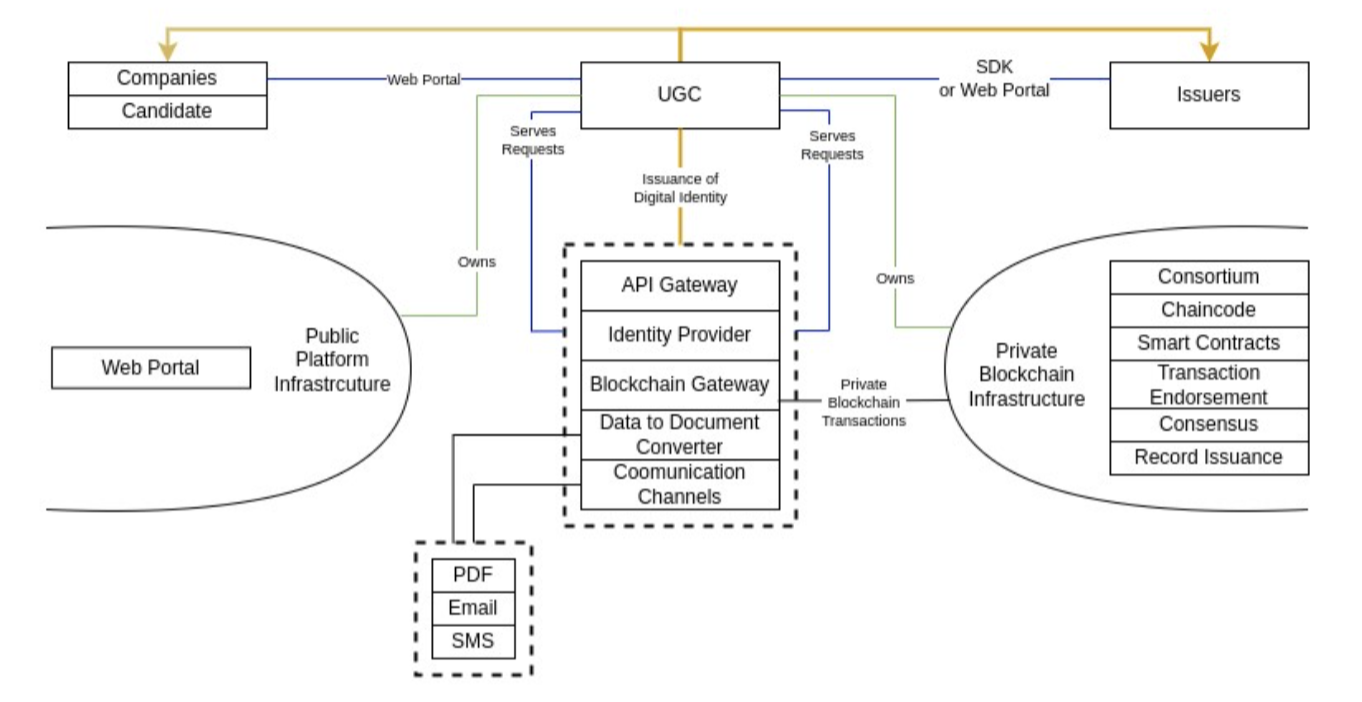 Companies
Candidate
Web Portal
UGC
SDK
or Web Portal
Issuers
Serves
Requests
Issuance of
Digital Identity
Serves
Requests
Owns
Owns
API Gateway
Identity Provider
Blockchain Gateway
Data to Document
Converter
Coomunication
Channels
Web Portal
Public
Platform
Infrastrcuture
Private
Blockchain
Transactions
Private
Blockchain
Infrastructure
Consortium
Chaincode
Smart Contracts
Transaction
Endorsement
Consensus
Record Issuance
PDF
Email
SMS